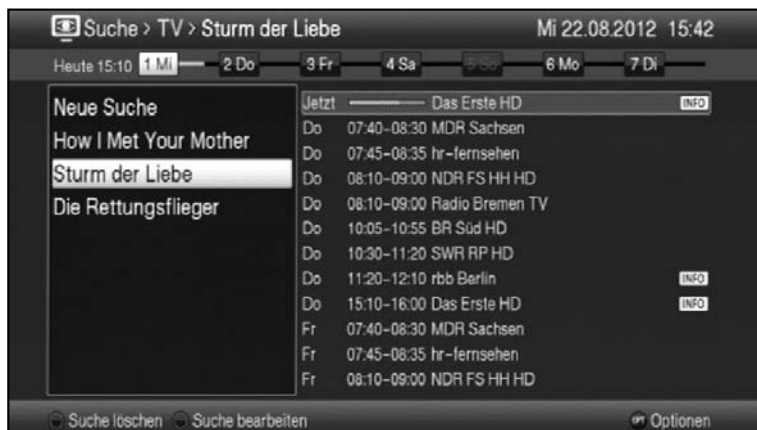 Suche > TV > Sturm der Liebe Mi 22.08.2012 15:42
Heute 15:10 1 Mi 2 Do 3 Fr 4 Sa 5 So 6 Mo 7 Di
Neue Suche
How I Met Your Mother
Sturm der Liebe
Die Rettungsflieger
Jetzt Das Erste HD INFO
Do 07:40-08:30 MDR Sachsen
Do 07:45-08:35 hr-fernsehen
Do 08:10-09:00 NDR FS HH HD
Do 08:10-09:00 Radio Bremen TV
Do 10:05-10:55 BR Süd HD
Do 10:30-11:20 SWR RP HD
Do 11:20-12:10 rbb Berlin INFO
Do 15:10-16:00 Das Erste HD INFO
Fr 07:40-08:30 MDR Sachsen
Fr 07:45-08:35 hr-fernsehen
Fr 08:10-09:00 NDR FS HH HD
Suche löschen Suche bearbeiten OPT Optionen